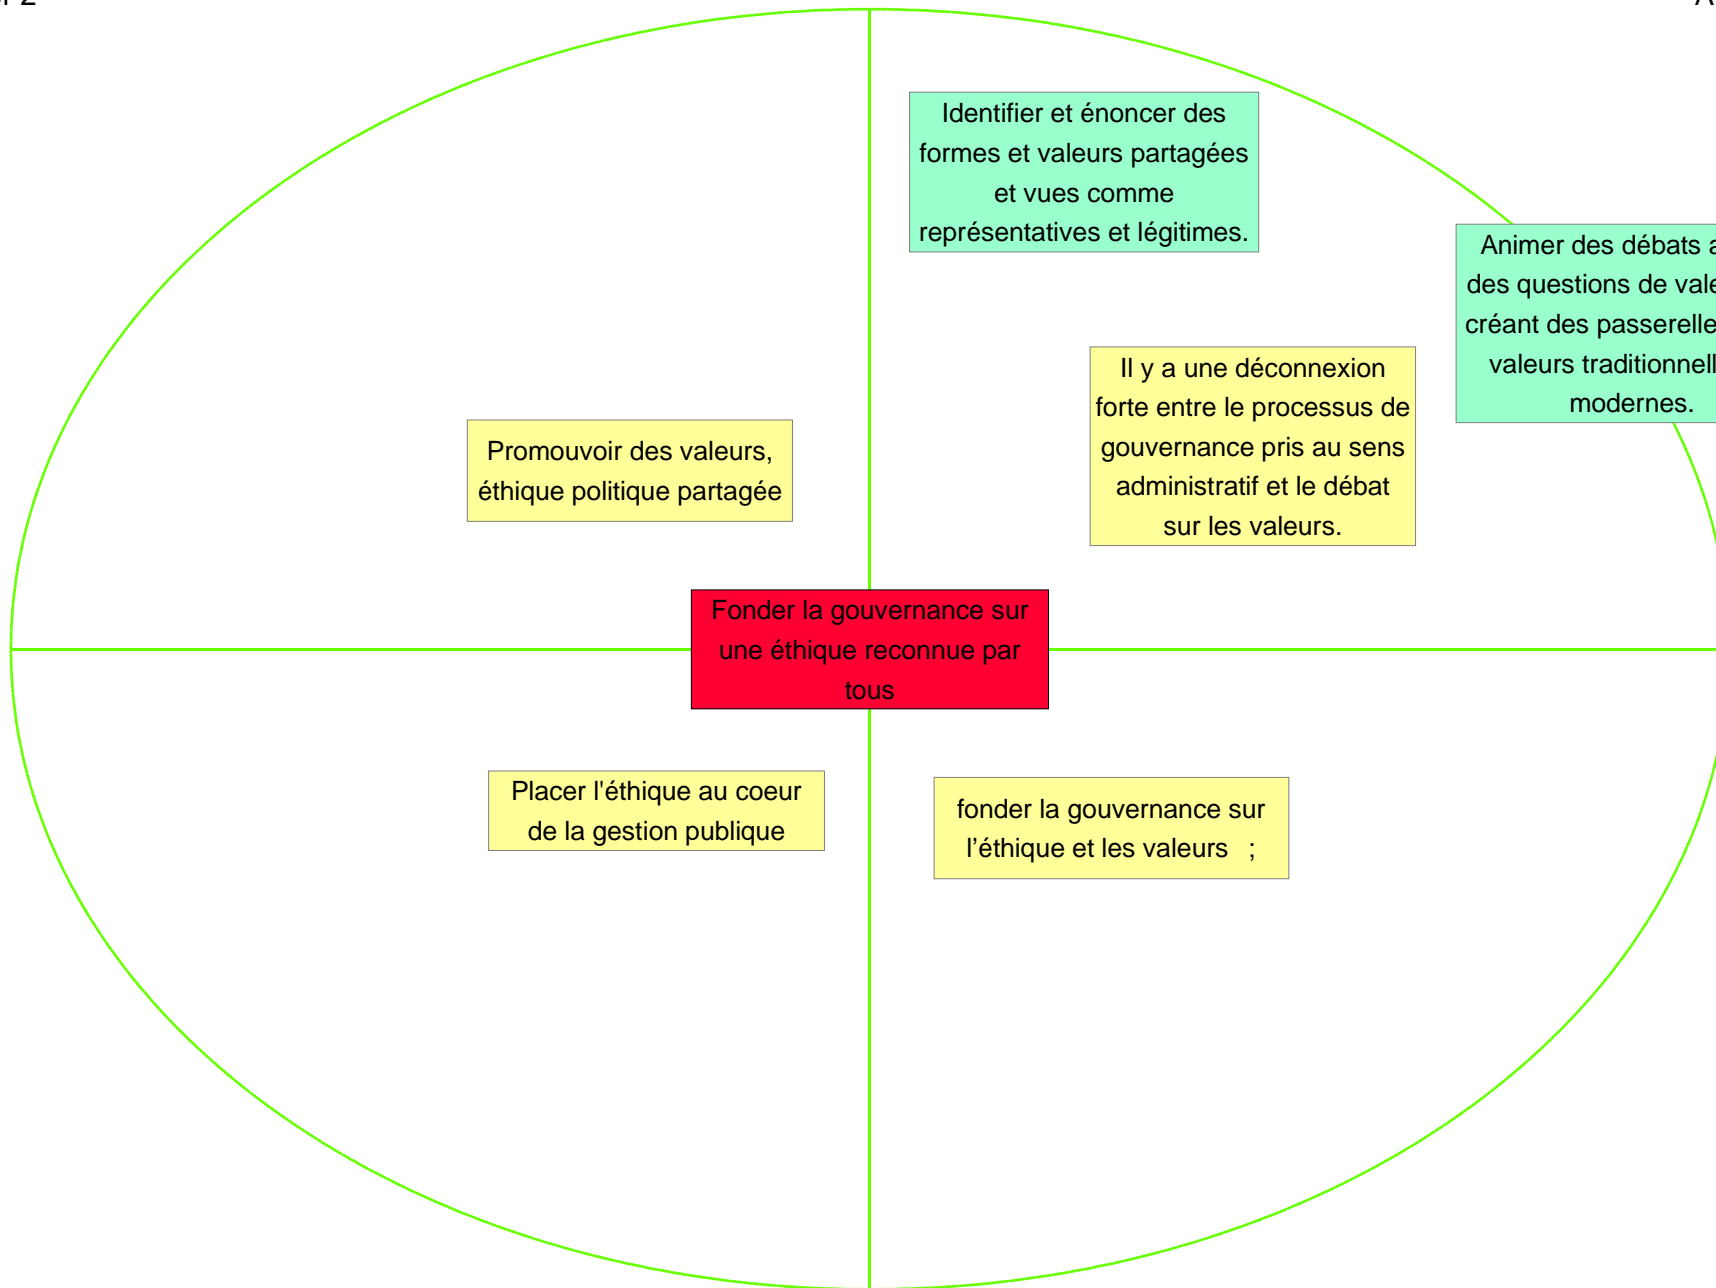 2
Identifier et énoncer des
formes et valeurs partagées
et vues comme
représentatives et légitimes.
Animer des débats
des questions de
créant des
valeurs
modernes.
Il y a une déconnexion
forte entre le processus de
gouvernance pris au sens
administratif et le débat
sur les valeurs.
Promouvoir des valeurs,
éthique politique partagée
Fonder la gouvernance sur
une éthique reconnue par
tous
Placer l'éthique au coeur
de la gestion publique
fonder la gouvernance sur
l’éthique et les valeurs ;